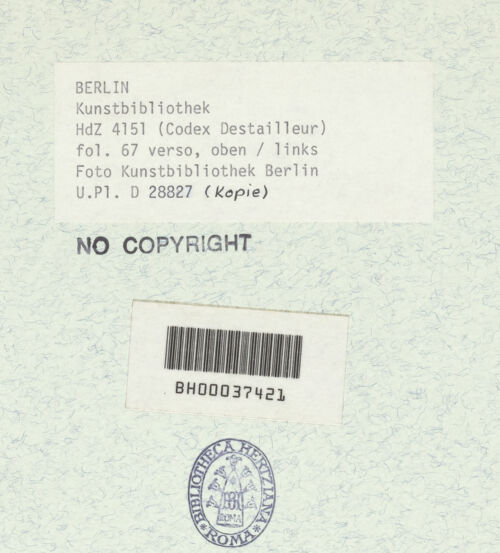 BERLIN
Kunstbibliothek
HdZ 4151 (Codex Destailleur)
fol. 67 verso, oben / links
Foto Kunstbibliothek Berlin
U.Pl. D 28827 (Kopie)
NO COPYRIGHT
BH00037421
BIBLIOTHECA HERTZIANA
ROMA
ROMA